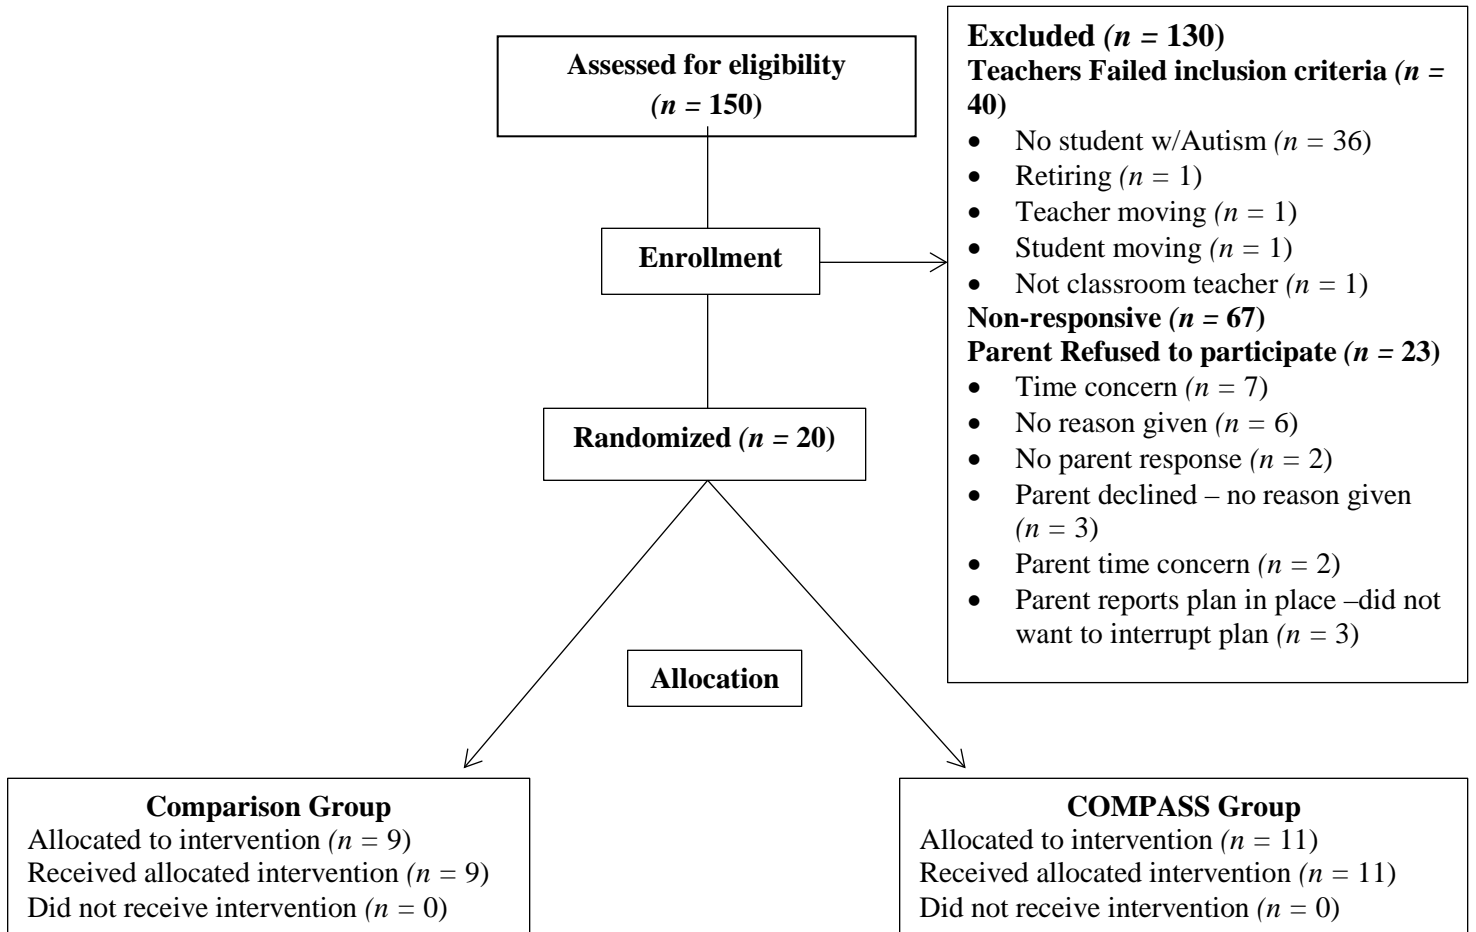 Assessed for eligibility
(n = 150)
Excluded (n = 130)
Teachers Failed inclusion criteria (n =
40)
• No student w/Autism (n = 36)
• Retiring (n = 1)
• Teacher moving (n = 1)
• Student moving (n = 1)
• Not classroom teacher (n = 1)
Non-responsive (n = 67)
Parent Refused to participate (n = 23)
• Time concern (n = 7)
• No reason given (n = 6)
• No parent response (n = 2)
• Parent declined – no reason given
(n = 3)
• Parent time concern (n = 2)
• Parent reports plan in place –did not
want to interrupt plan (n = 3)
Enrollment
Randomized (n = 20)
Allocation
Comparison Group
Allocated to intervention (n = 9)
Received allocated intervention (n = 9)
Did not receive intervention (n = 0)
COMPASS Group
Allocated to intervention (n = 11)
Received allocated intervention (n = 11)
Did not receive intervention (n = 0)